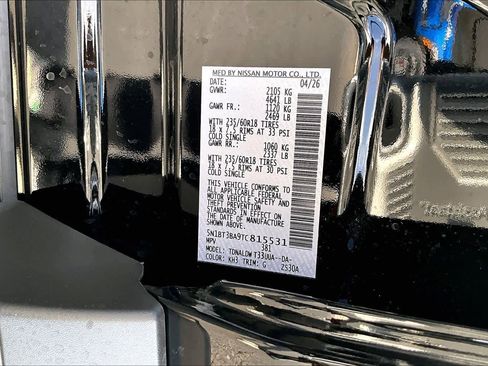 MFD BY NISSAN MOTOR CO., LTD.
DATE: 04/26
GVWR: 2105 KG
4641 LB
GAWR FR.: 1120 KG
2469 LB
WITH 235/60R18 TIRES
18 x 7.5 RIMS AT 33 PSI
COLD SINGLE
GAWR RR.: 1060 KG
2337 LB
WITH 235/60R18 TIRES
18 x 7.5 RIMS AT 30 PSI
COLD SINGLE
THIS VEHICLE CONFORMS TO
ALL APPLICABLE FEDERAL
MOTOR VEHICLE SAFETY AND
THEFT PREVENTION
STANDARDS IN EFFECT ON THE
DATE OF MANUFACTURE SHOWN
ABOVE.
5N1BT3BA9TC815531
MPV 381
MODEL: TDNALDWT33UUA--DA-
COLOR: KH3 TRIM: G 2530A